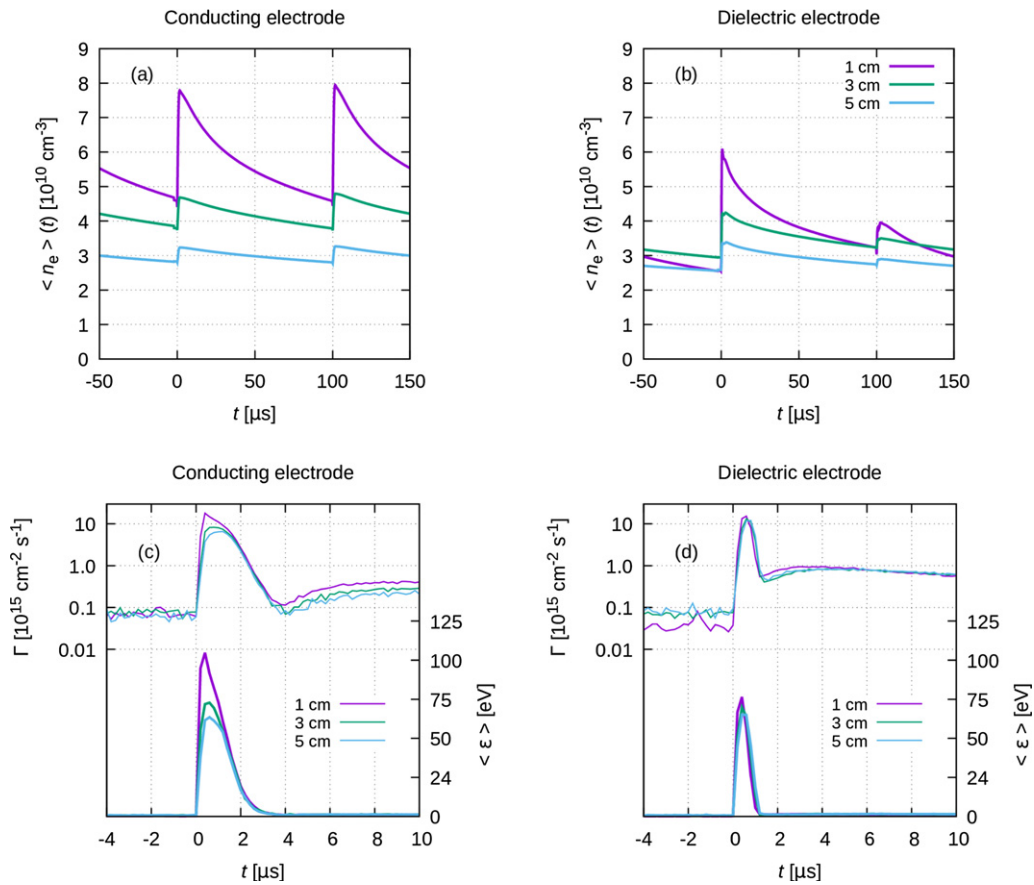 Conducting electrode
Dielectric electrode
< nₑ > (t) [10¹⁰ cm⁻³]
(a)
9
8
7
6
5
4
3
2
1
0
-50 0 50 100 150
t [µs]
< nₑ > (t) [10¹⁰ cm⁻³]
(b)
1 cm
3 cm
5 cm
9
8
7
6
5
4
3
2
1
0
-50 0 50 100 150
t [µs]
Conducting electrode
Dielectric electrode
Γ [10¹⁵ cm⁻² s⁻¹]
(c)
10
1.0
0.1
0.01
125
100
75
50
24
0
< ε > [eV]
1 cm
3 cm
5 cm
-4 -2 0 2 4 6 8 10
t [µs]
Γ [10¹⁵ cm⁻² s⁻¹]
(d)
10
1.0
0.1
0.01
125
100
75
50
24
0
< ε > [eV]
1 cm
3 cm
5 cm
-4 -2 0 2 4 6 8 10
t [µs]